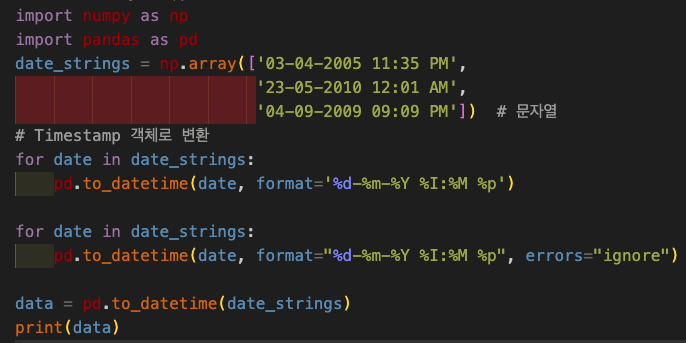 import numpy as np
import pandas as pd
date_strings = np.array(['03-04-2005 11:35 PM',
                         '23-05-2010 12:01 AM',
                         '04-09-2009 09:09 PM'])  # 문자열
# Timestamp 객체로 변환
for date in date_strings:
    pd.to_datetime(date, format='%d-%m-%Y %I:%M %p')

for date in date_strings:
    pd.to_datetime(date, format="%d-%m-%Y %I:%M %p", errors="ignore")

data = pd.to_datetime(date_strings)
print(data)